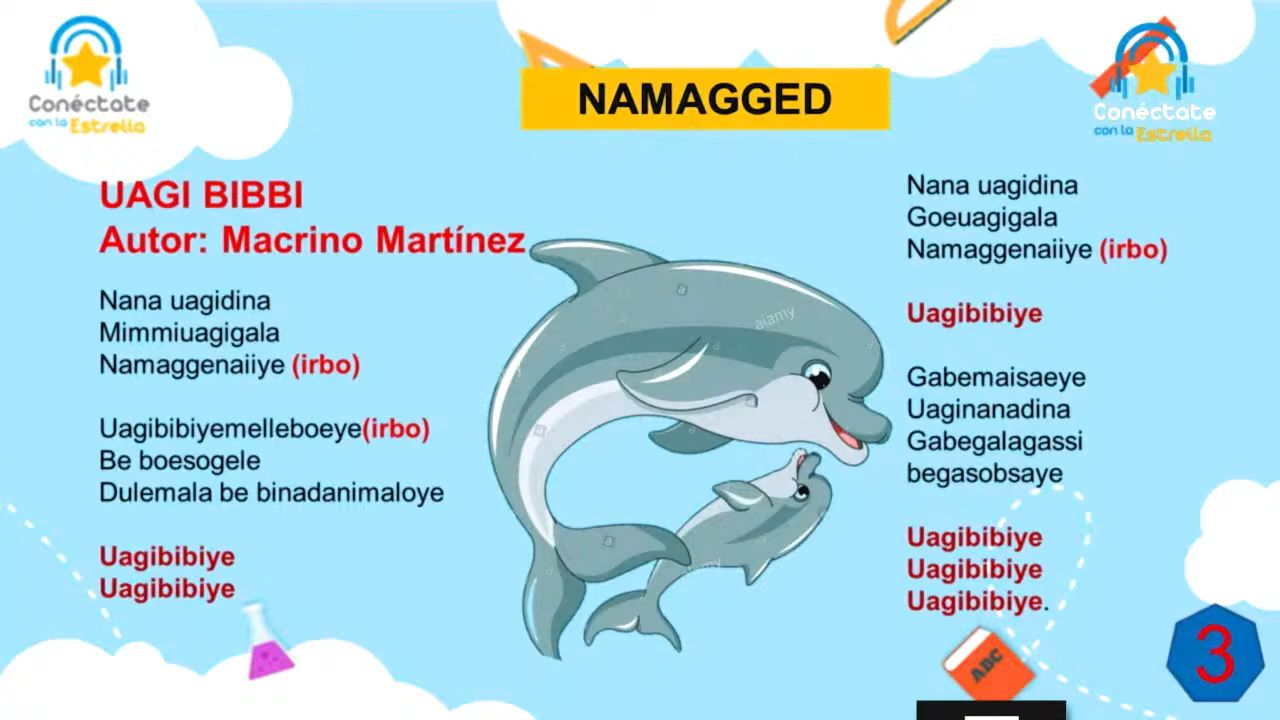 Conéctate
con la Estrella
NAMAGGED
Conéctate
con la Estrella
UAGI BIBBI
Autor: Macrino Martínez
Nana uagidina
Mimmiuagigala
Namaggenaiiye (irbo)
Uagibibiyemelleboeye(irbo)
Be boesogele
Dulemala be binadanimaloye
Uagibibiye
Uagibibiye
Nana uagidina
Goeuagigala
Namaggenaiiye (irbo)
Uagibibiye
Gabemaisaeye
Uaginanadina
Gabegalagassi
begasobsaye
Uagibibiye
Uagibibiye
Uagibibiye.
a
alamy
a
a
a
a
a
alamy
ABC
3